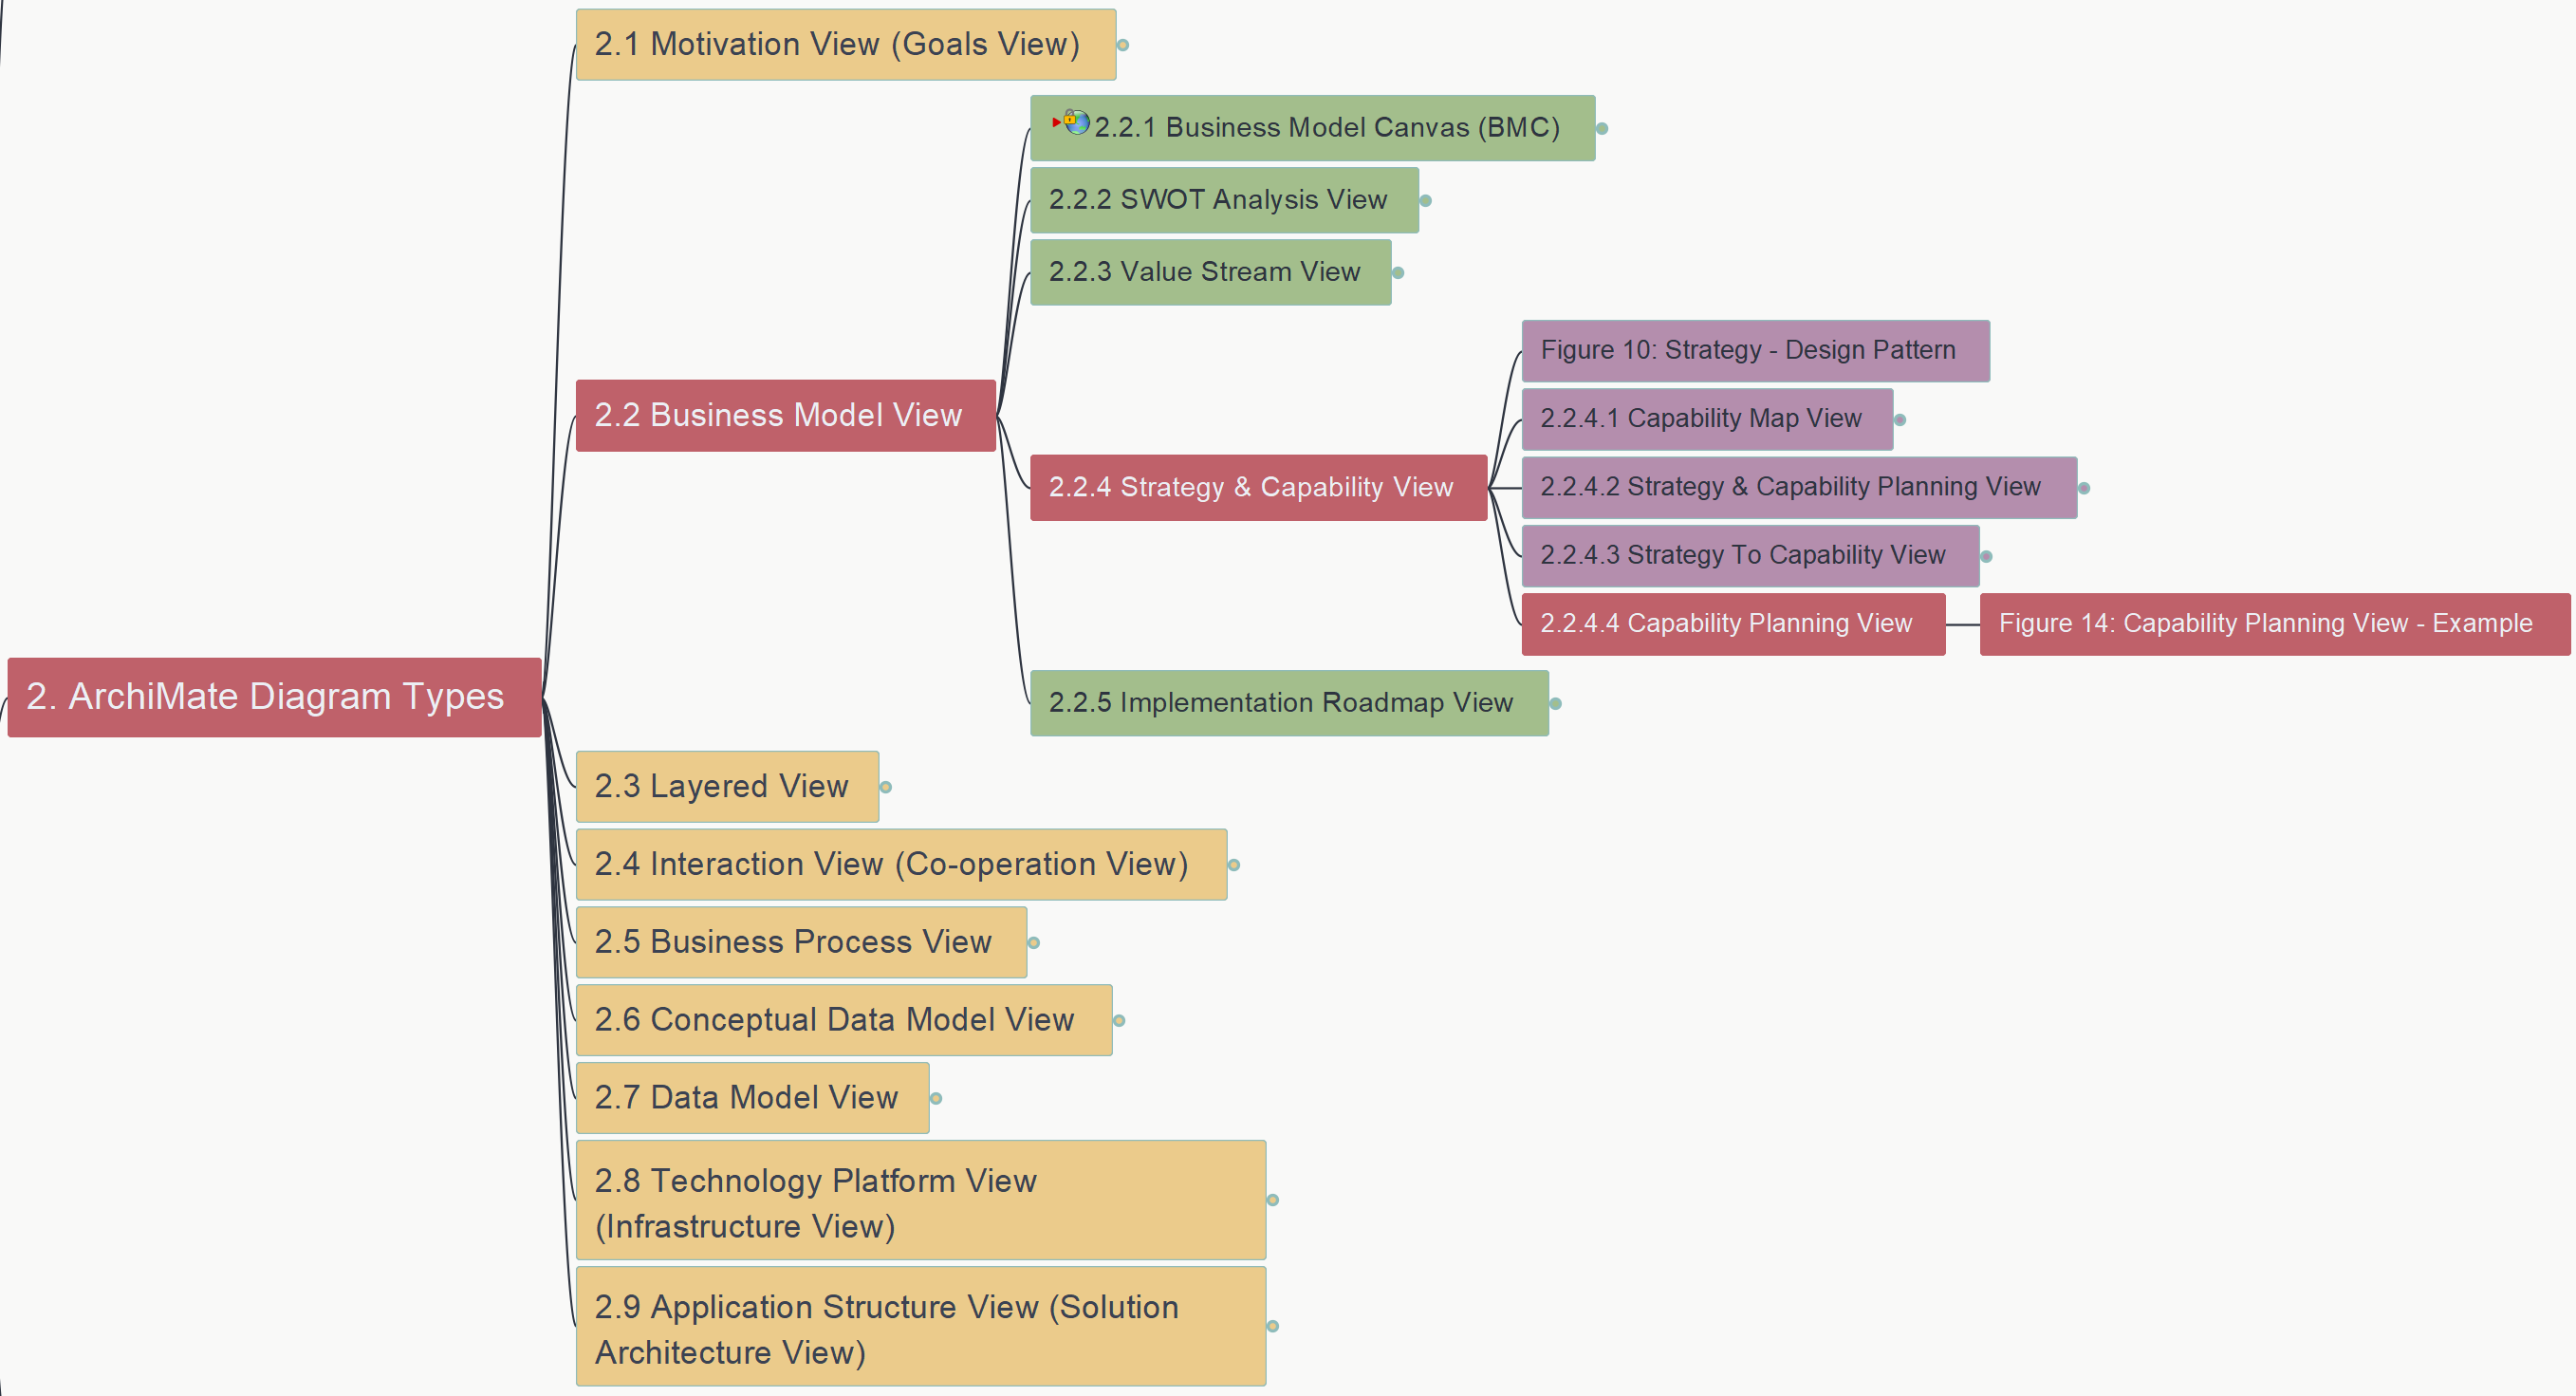 2.1 Motivation View (Goals View)
2.2.1 Business Model Canvas (BMC)
2.2.2 SWOT Analysis View
2.2.3 Value Stream View
Figure 10: Strategy - Design Pattern
2.2.4.1 Capability Map View
2.2 Business Model View
2.2.4 Strategy & Capability View
2.2.4.2 Strategy & Capability Planning View
2.2.4.3 Strategy To Capability View
2.2.4.4 Capability Planning View
Figure 14: Capability Planning View - Example
2. ArchiMate Diagram Types
2.2.5 Implementation Roadmap View
2.3 Layered View
2.4 Interaction View (Co-operation View)
2.5 Business Process View
2.6 Conceptual Data Model View
2.7 Data Model View
2.8 Technology Platform View
(Infrastructure View)
2.9 Application Structure View (Solution
Architecture View)